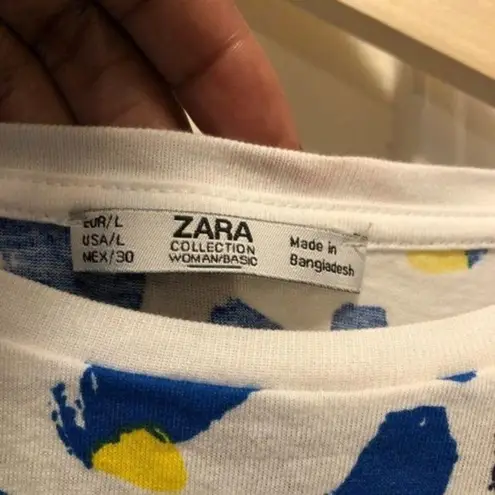 EUR/L
USA/L
MEX/30
ZARA
COLLECTION
WOMAN/BASIC
Made in
Bangladesh